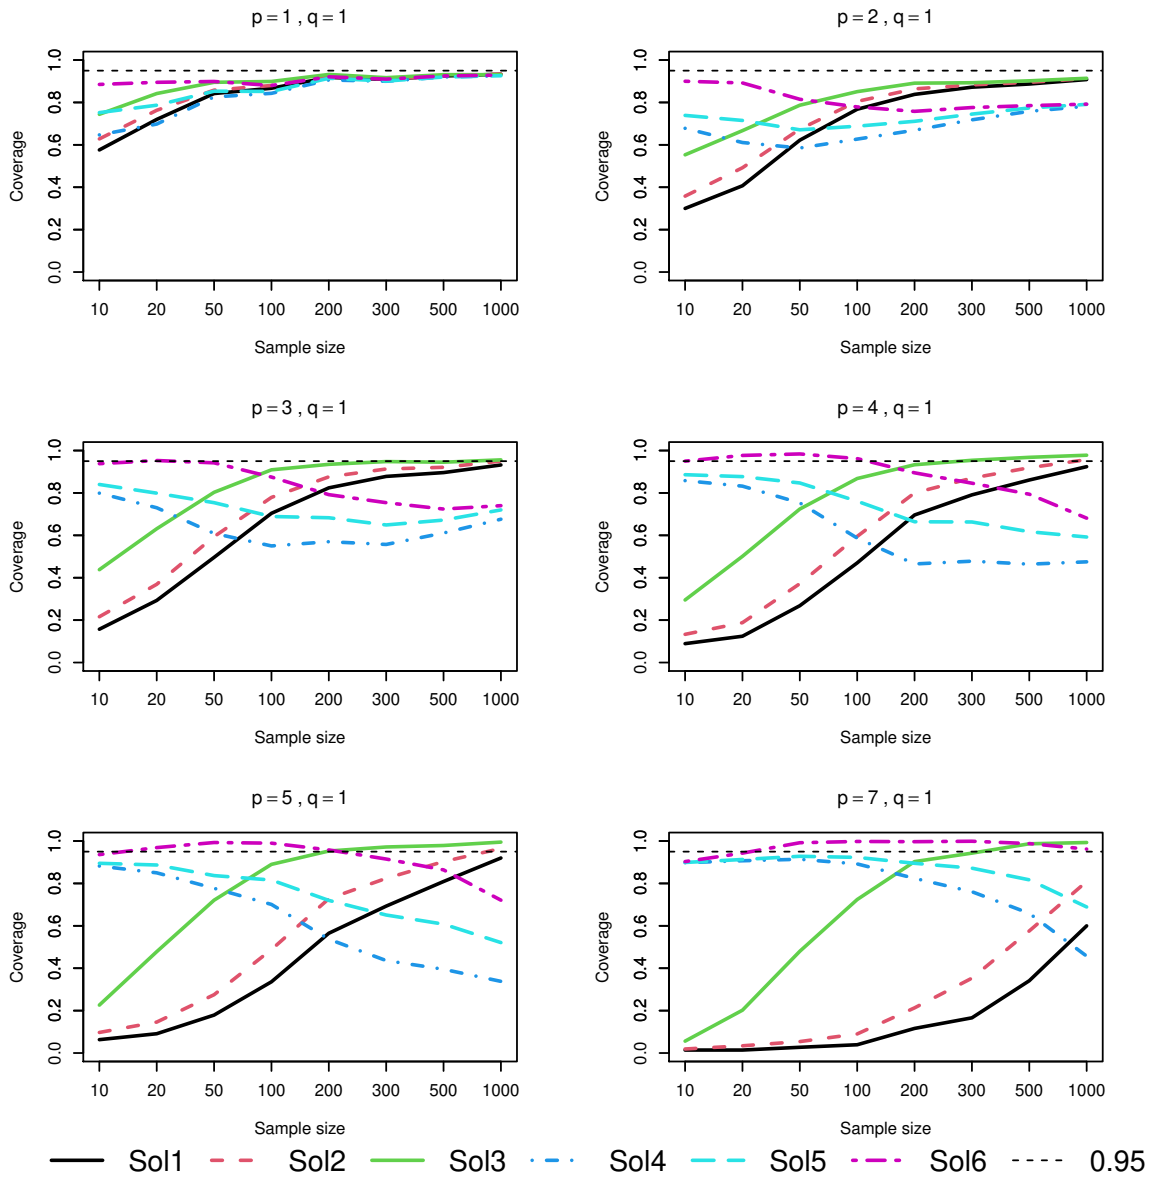 p = 1 , q = 1
Coverage
0.0 0.2 0.4 0.6 0.8 1.0
10 20 50 100 200 300 500 1000
Sample size
p = 2 , q = 1
Coverage
0.0 0.2 0.4 0.6 0.8 1.0
10 20 50 100 200 300 500 1000
Sample size
p = 3 , q = 1
Coverage
0.0 0.2 0.4 0.6 0.8 1.0
10 20 50 100 200 300 500 1000
Sample size
p = 4 , q = 1
Coverage
0.0 0.2 0.4 0.6 0.8 1.0
10 20 50 100 200 300 500 1000
Sample size
p = 5 , q = 1
Coverage
0.0 0.2 0.4 0.6 0.8 1.0
10 20 50 100 200 300 500 1000
Sample size
p = 7 , q = 1
Coverage
0.0 0.2 0.4 0.6 0.8 1.0
10 20 50 100 200 300 500 1000
Sample size
Sol1 Sol2 Sol3 Sol4 Sol5 Sol6 0.95